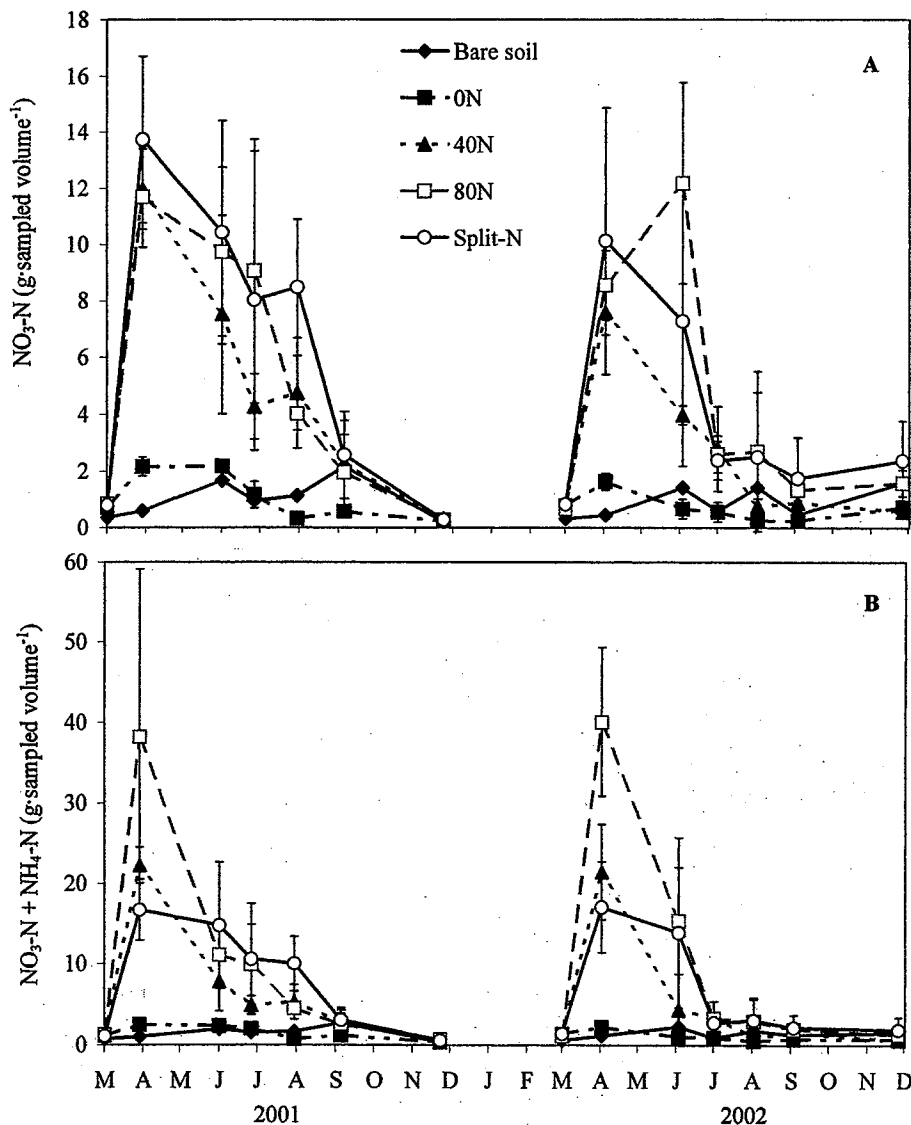 18
16
14
12
10
8
6
4
2
0
NO₃-N (g·sampled volume⁻¹)
Bare soil
0N
40N
80N
Split-N
A
60
50
40
30
20
10
0
NO₃-N + NH₄-N (g·sampled volume⁻¹)
B
M A M J J A S O N D J F M A M J J A S O N D
2001 2002